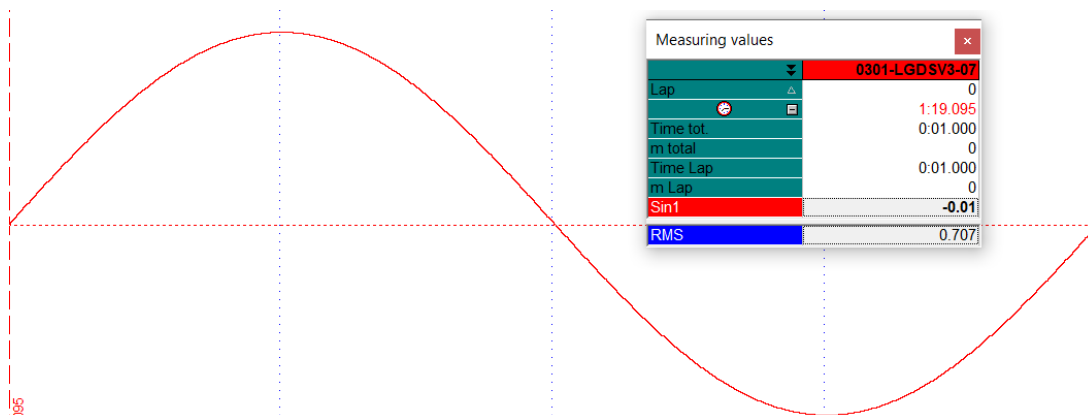 Measuring values
0301-LGDSV3-07
Lap 0
1:19.095
Time tot. 0:01.000
m total 0
Time Lap 0:01.000
m Lap 0
Sin1 -0.01
RMS 0.707
095